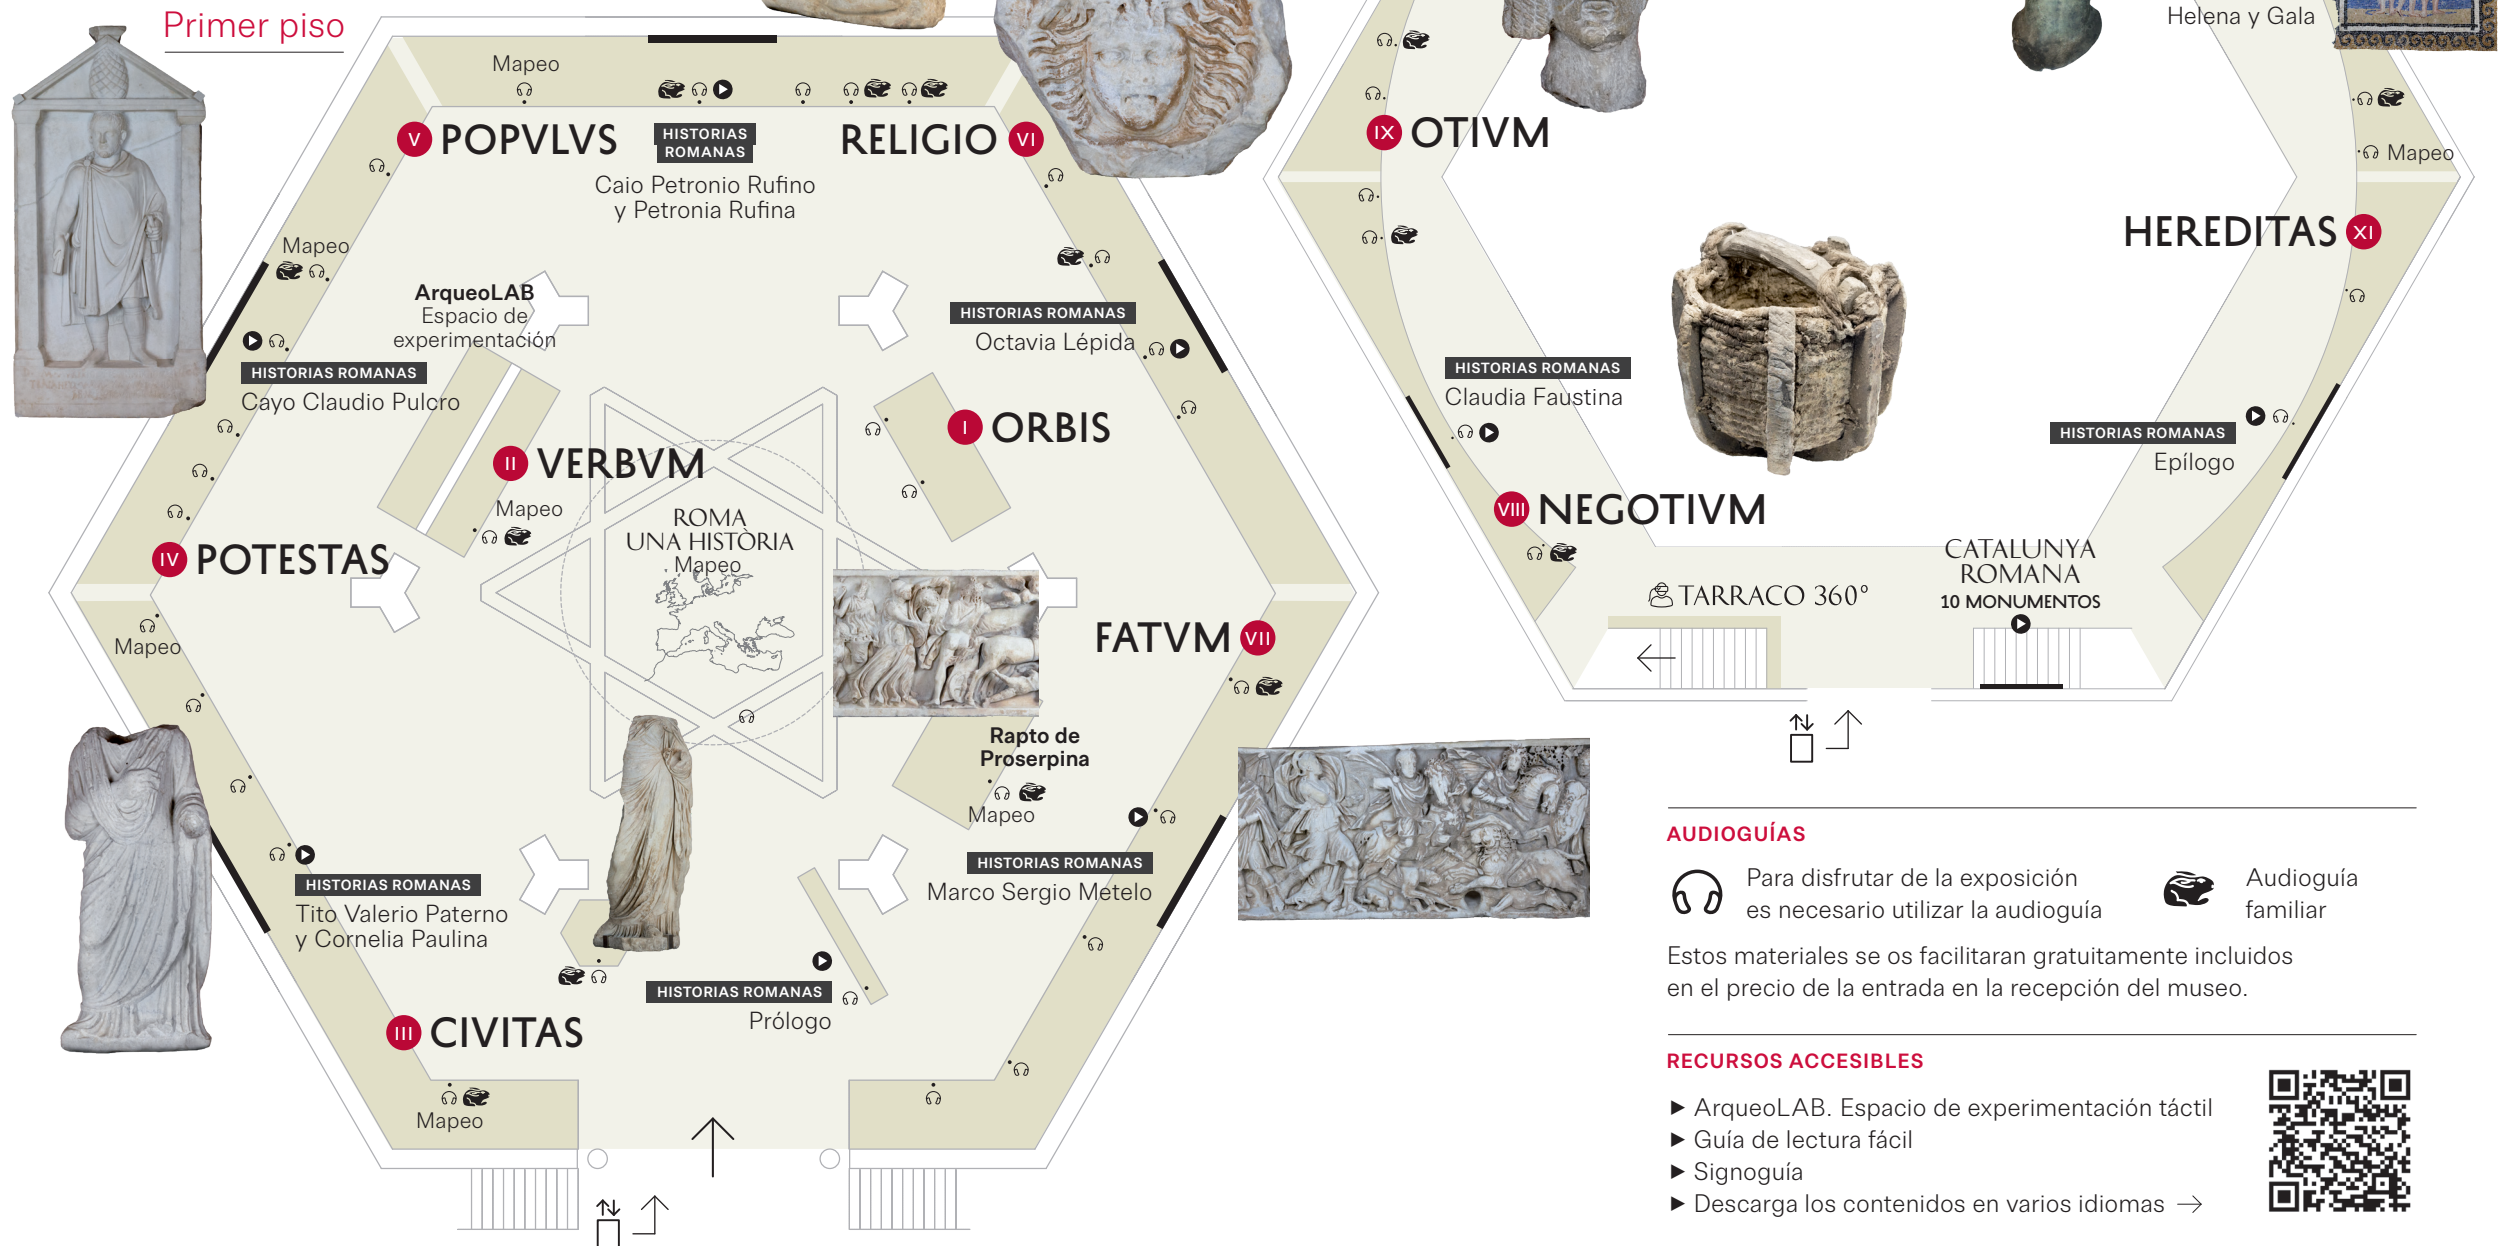 Primer piso
Mapeo
V POPVLVS
HISTORIAS
ROMANAS
Caio Petronio Rufino
y Petronia Rufina
RELIGIO VI
Mapeo
ArqueoLAB
Espacio de
experimentación
HISTORIAS ROMANAS
Cayo Claudio Pulcro
HISTORIAS ROMANAS
Octavia Lépida
I ORBIS
II VERBVM
Mapeo
ROMA
UNA HISTÒRIA
Mapeo
IV POTESTAS
Mapeo
FATVM VII
Rapto de
Proserpina
Mapeo
HISTORIAS ROMANAS
Marco Sergio Metelo
HISTORIAS ROMANAS
Tito Valerio Paterno
y Cornelia Paulina
HISTORIAS ROMANAS
Prólogo
III CIVITAS
Mapeo
Helena y Gala
IX OTIVM
Mapeo
HEREDITAS XI
HISTORIAS ROMANAS
Claudia Faustina
HISTORIAS ROMANAS
Epílogo
VIII NEGOTIVM
TARRACO 360°
CATALUNYA
ROMANA
10 MONUMENTOS
AUDIOGUÍAS
Para disfrutar de la exposición
es necesario utilizar la audioguía
Audioguía
familiar
Estos materiales se os facilitaran gratuitamente incluidos
en el precio de la entrada en la recepción del museo.
RECURSOS ACCESIBLES
► ArqueoLAB. Espacio de experimentación táctil
► Guía de lectura fácil
► Signoguía
► Descarga los contenidos en varios idiomas →